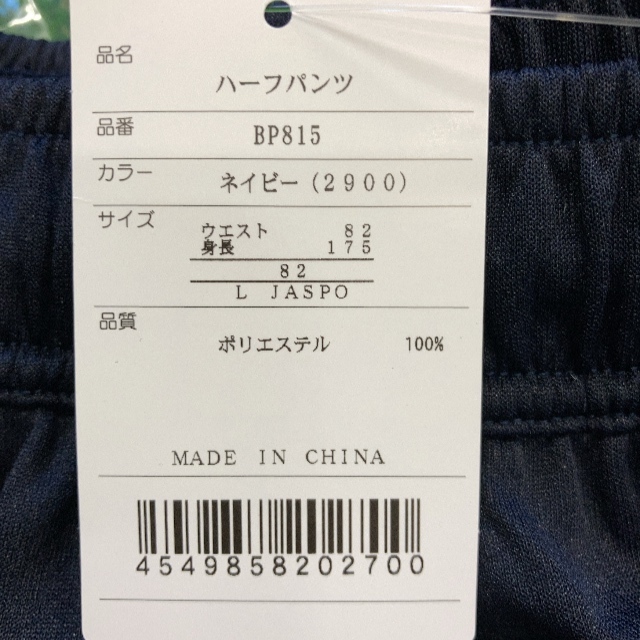 品名
ハーフパンツ
品番 BP815
カラー ネイビー(2900)
サイズ ウエスト 82
身長 175
82
L JASPO
品質
ポリエステル 100%
MADE IN CHINA
4549858202700